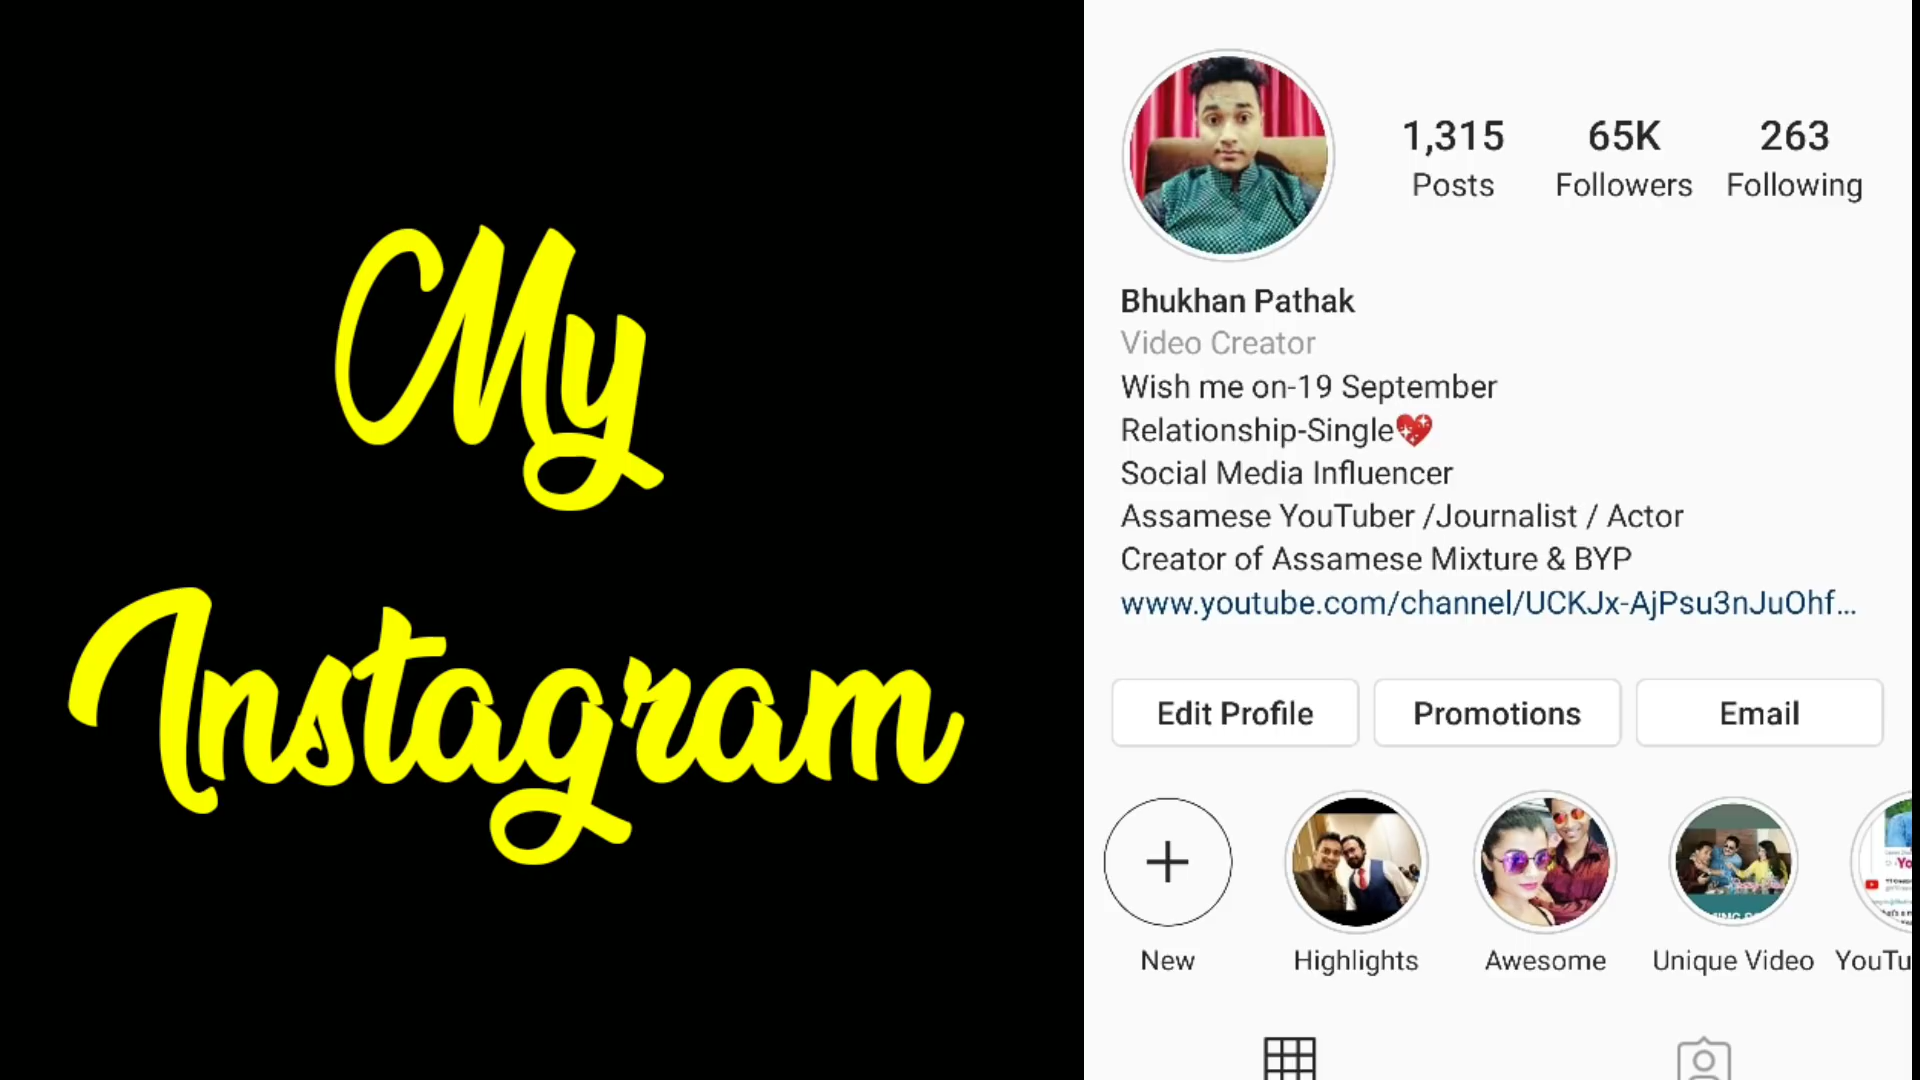 My
Instagram
1,315
Posts
65K
Followers
263
Following
Bhukhan Pathak
Video Creator
Wish me on-19 September
Relationship-Single💖
Social Media Influencer
Assamese YouTuber /Journalist / Actor
Creator of Assamese Mixture & BYP
www.youtube.com/channel/UCKJx-AjPsu3nJuOhf...
Edit Profile
Promotions
Email
New
Highlights
Awesome
Unique Video
YouTu